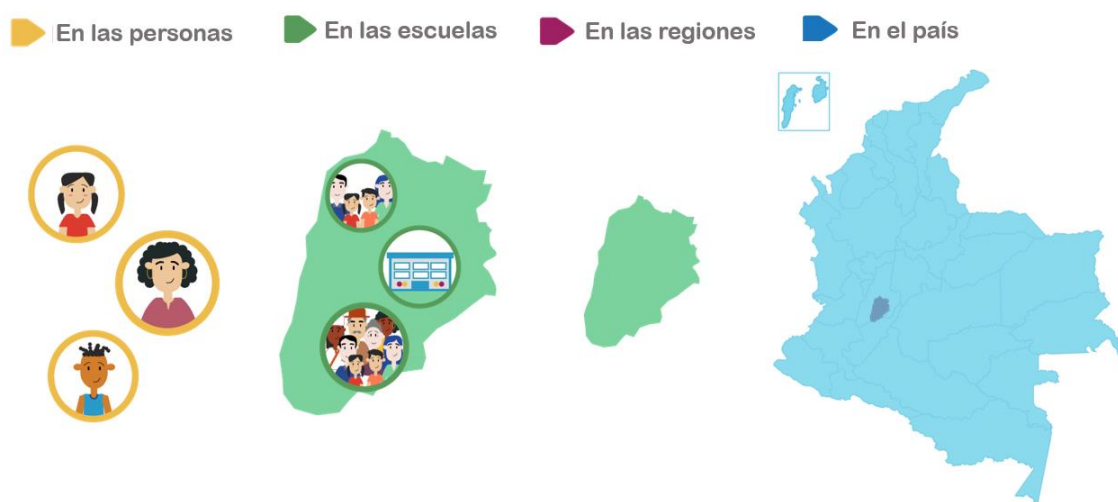 En las personas
En las escuelas
En las regiones
En el país